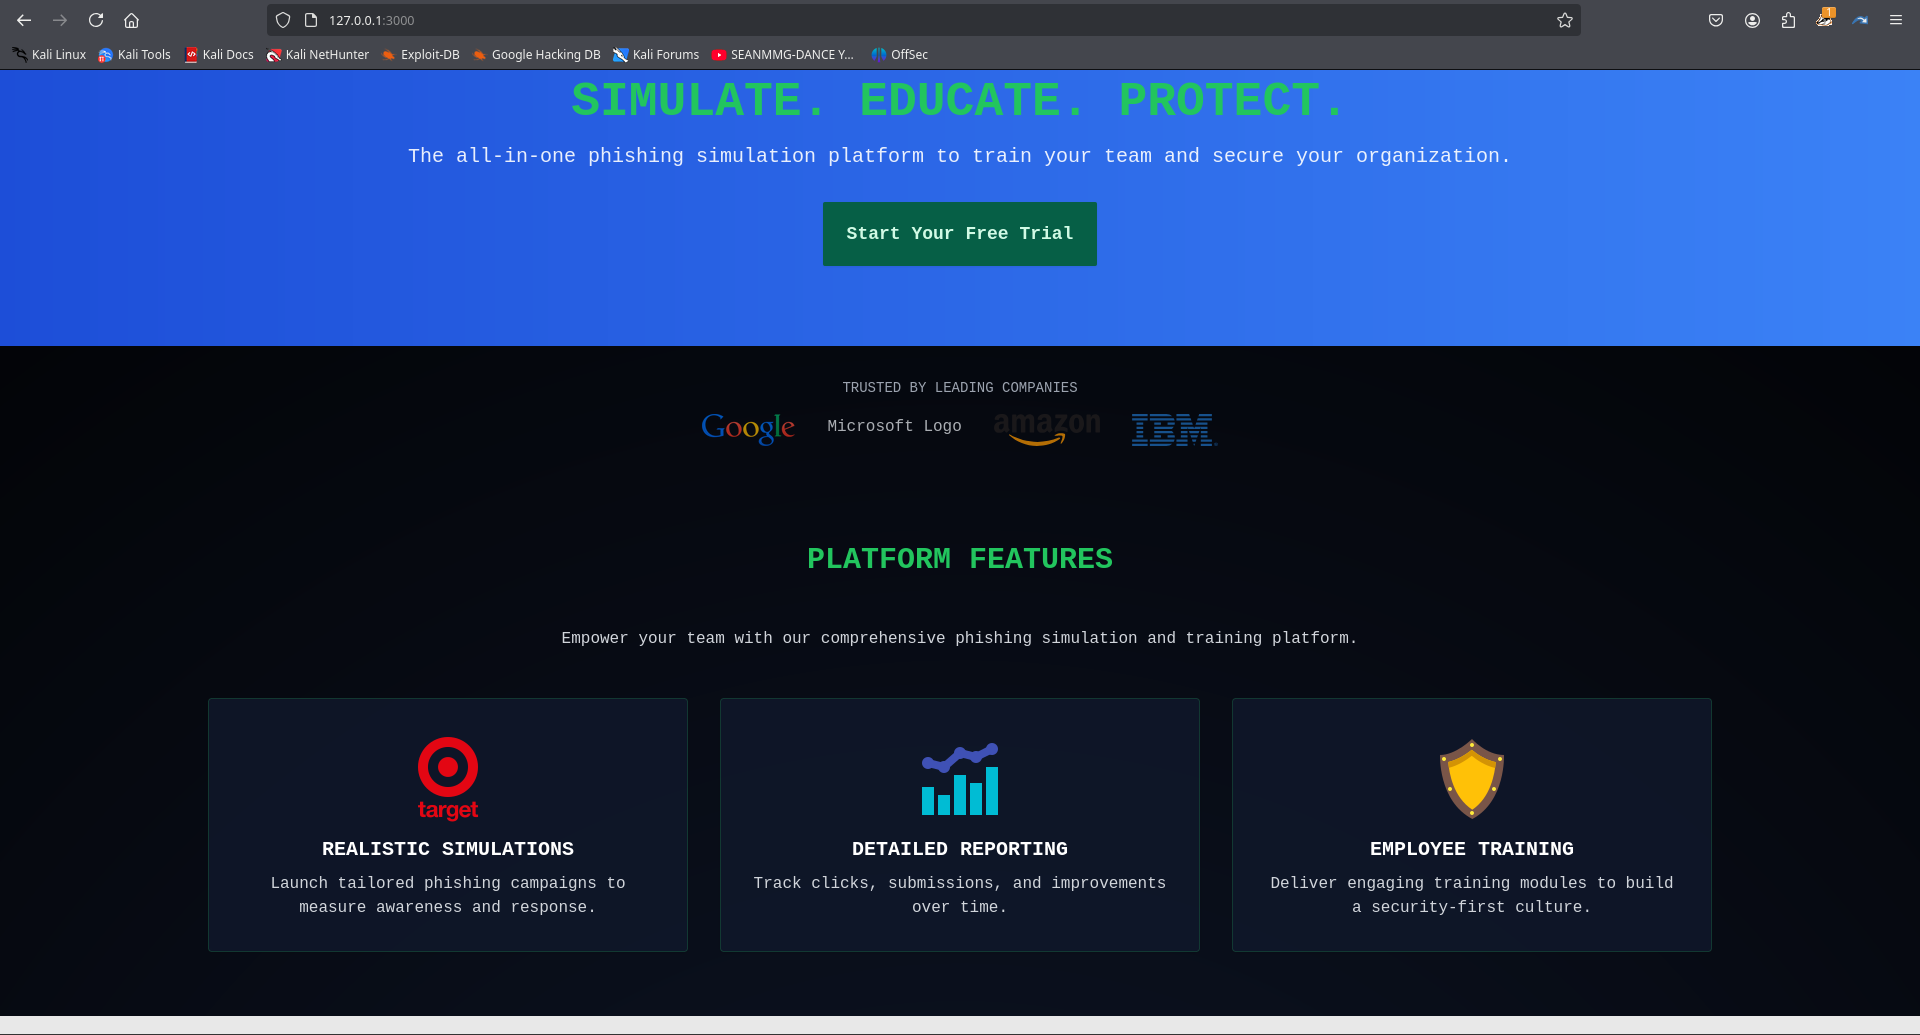 127.0.0.1:3000
1
Kali Linux
Kali Tools
Kali Docs
Kali NetHunter
Exploit-DB
Google Hacking DB
Kali Forums
SEANMMG-DANCE Y...
OffSec
SIMULATE. EDUCATE. PROTECT.
The all-in-one phishing simulation platform to train your team and secure your organization.
Start Your Free Trial
TRUSTED BY LEADING COMPANIES
Google
Microsoft Logo
amazon
IBM
PLATFORM FEATURES
Empower your team with our comprehensive phishing simulation and training platform.
target
REALISTIC SIMULATIONS
Launch tailored phishing campaigns to
measure awareness and response.
DETAILED REPORTING
Track clicks, submissions, and improvements
over time.
EMPLOYEE TRAINING
Deliver engaging training modules to build
a security-first culture.